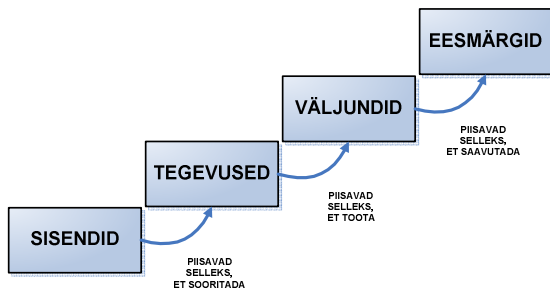 EESMÄRGID
VÄLJUNDID
PIISAVAD
SELLEKS,
ET SAAVUTADA
TEGEVUSED
PIISAVAD
SELLEKS,
ET TOOTA
SISENDID
PIISAVAD
SELLEKS,
ET SOORITADA